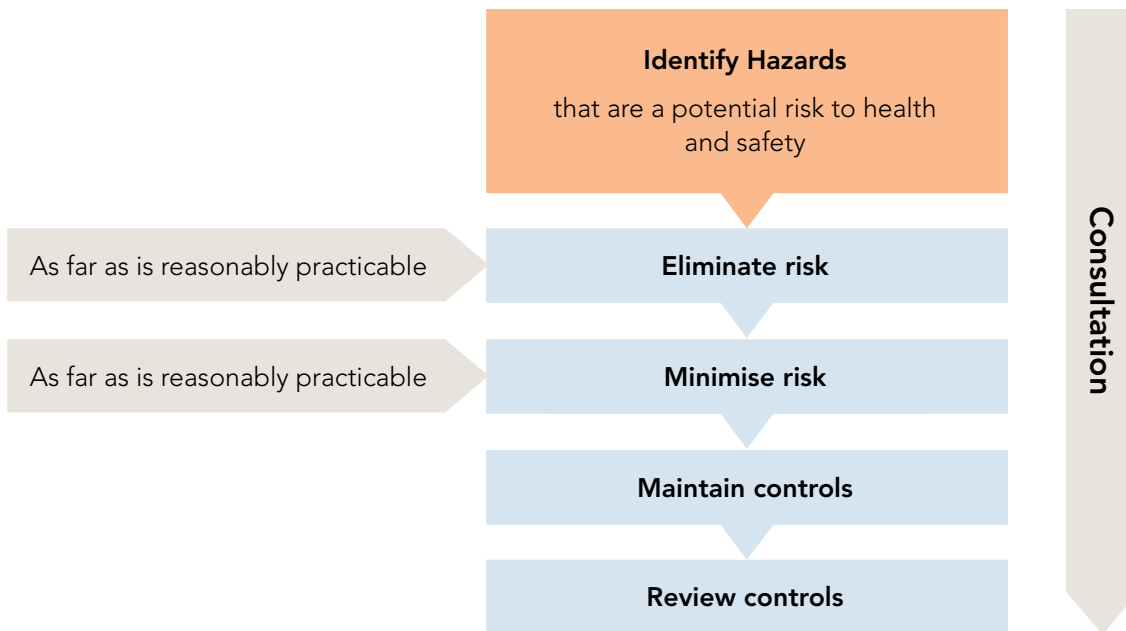 Identify Hazards
that are a potential risk to health
and safety
As far as is reasonably practicable
Eliminate risk
As far as is reasonably practicable
Minimise risk
Maintain controls
Review controls
Consultation